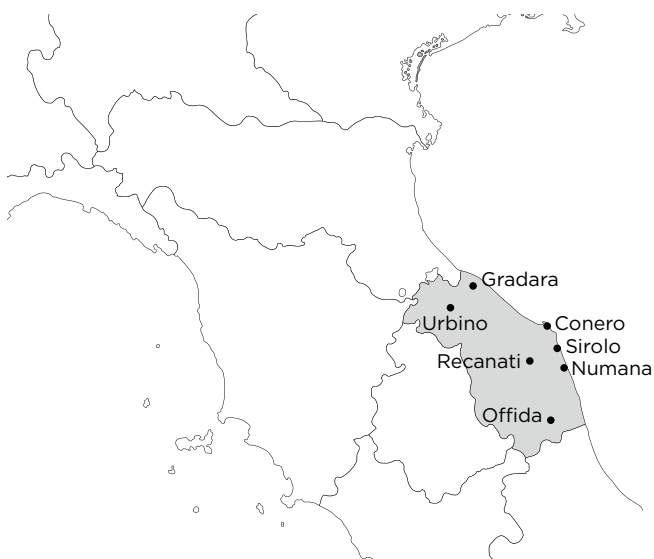 Gradara
Urbino
Conero
Sirolo
Recanati
Numana
Offida